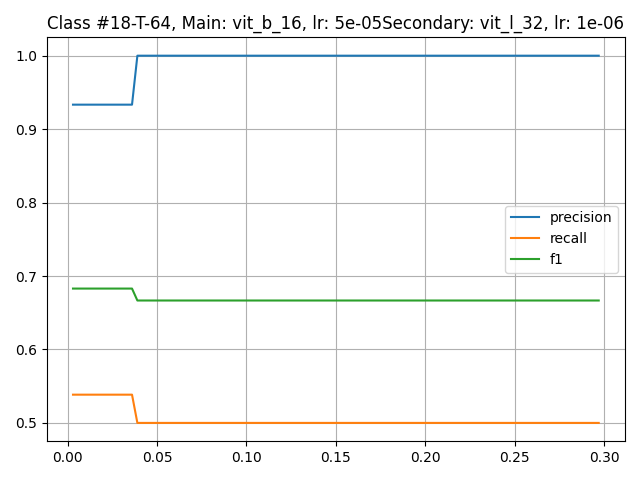 Class #18-T-64, Main: vit_b_16, lr: 5e-05Secondary: vit_l_32, lr: 1e-06
1.0
0.9
0.8
0.7
0.6
0.5
precision
recall
f1
0.00 0.05 0.10 0.15 0.20 0.25 0.30